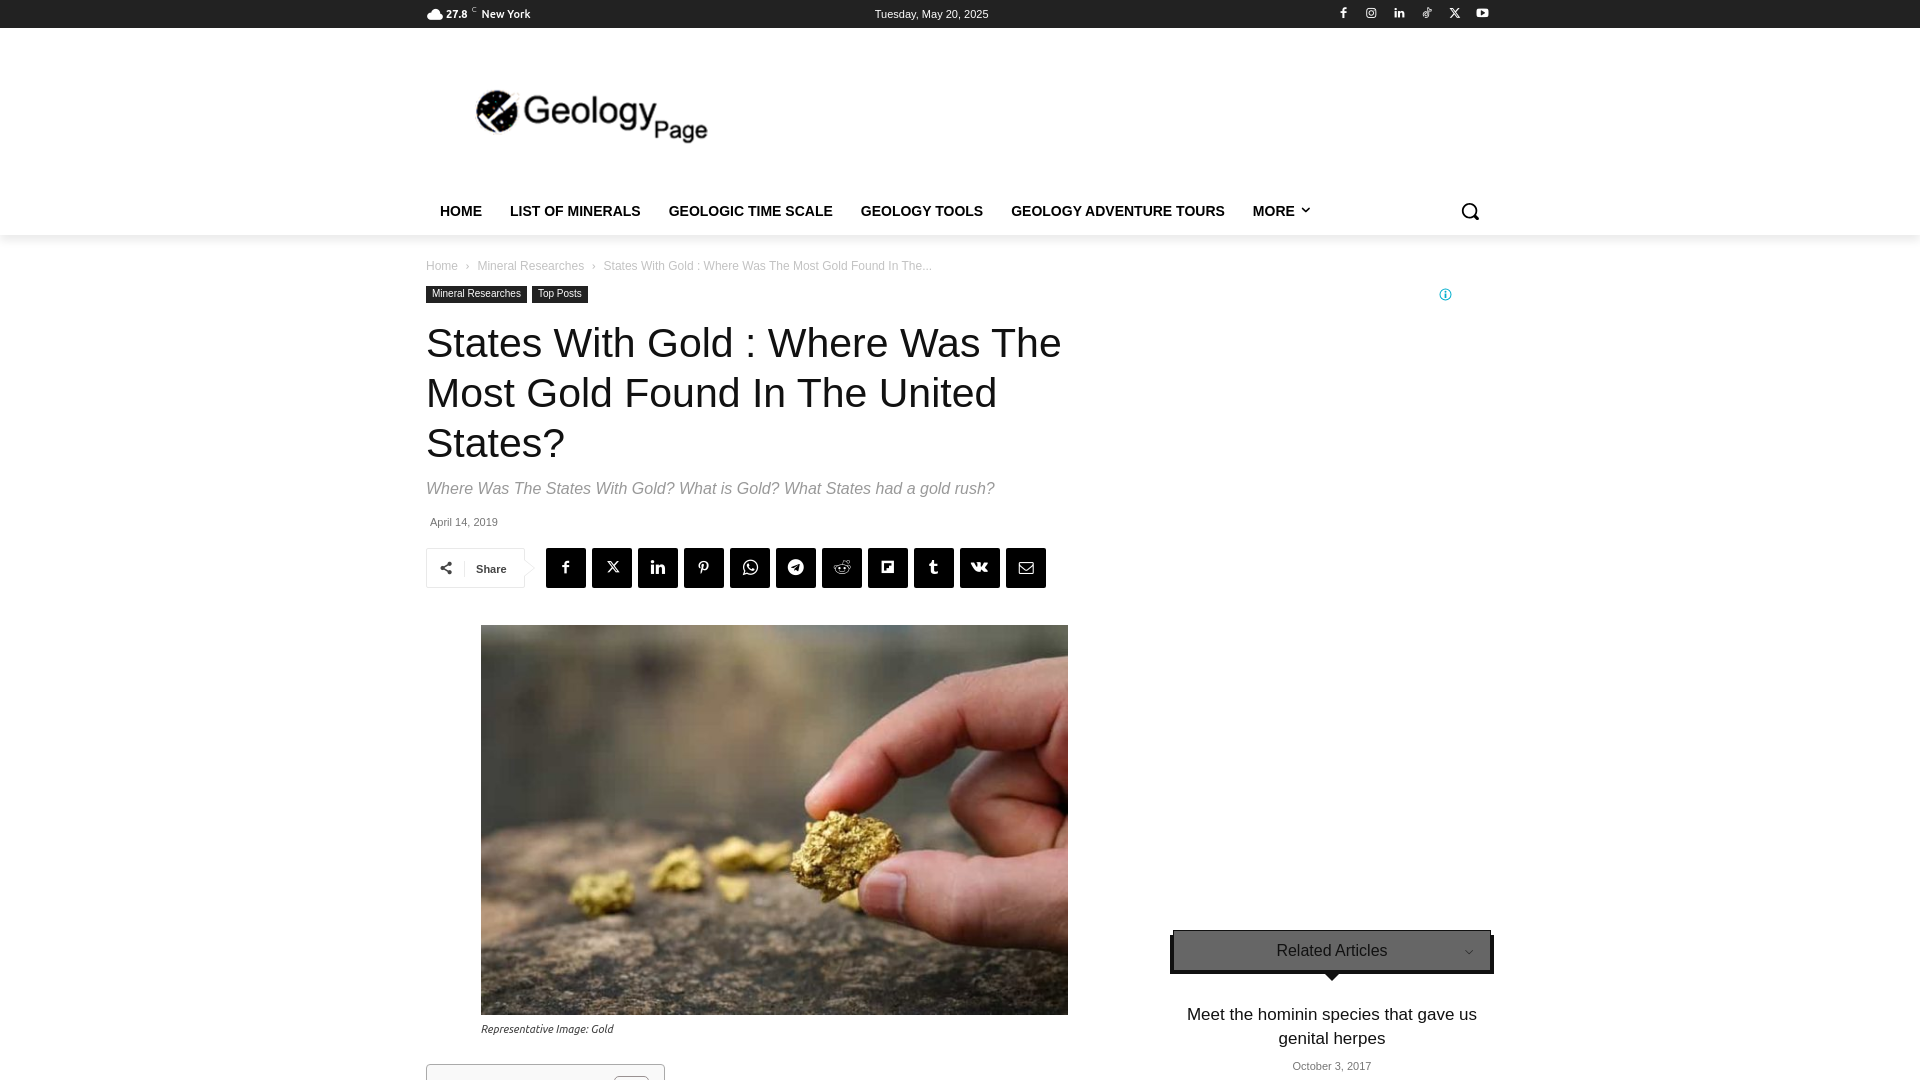 27.8 C New York
Tuesday, May 20, 2025
Geology Page
HOME LIST OF MINERALS GEOLOGIC TIME SCALE GEOLOGY TOOLS GEOLOGY ADVENTURE TOURS MORE
Home › Mineral Researches › States With Gold : Where Was The Most Gold Found In The...
Mineral Researches Top Posts
States With Gold : Where Was The
Most Gold Found In The United
States?
Where Was The States With Gold? What is Gold? What States had a gold rush?
April 14, 2019
Share
Representative Image: Gold
Related Articles
Meet the hominin species that gave us
genital herpes
October 3, 2017